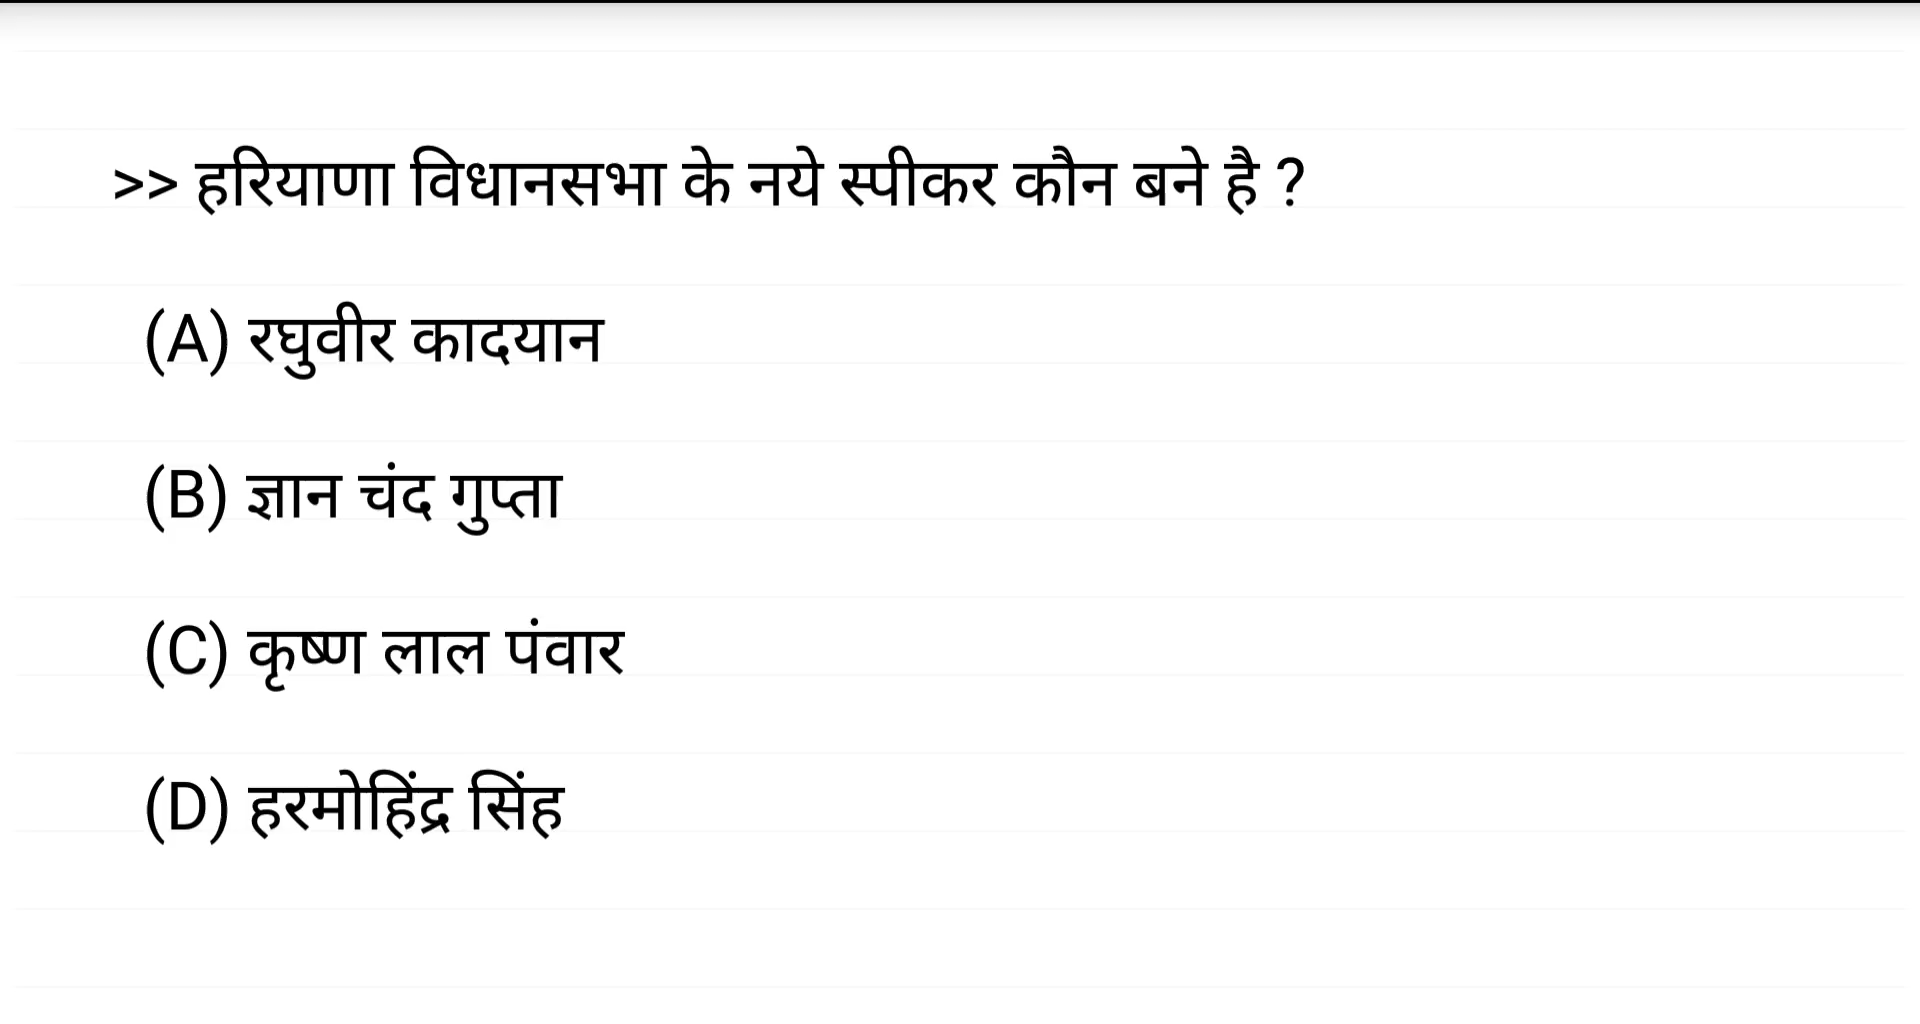 >> हरियाणा विधानसभा के नये स्पीकर कौन बने है ?
(A) रघुवीर कादयान
(B) ज्ञान चंद गुप्ता
(C) कृष्ण लाल पंवार
(D) हरमोहिंद्र सिंह